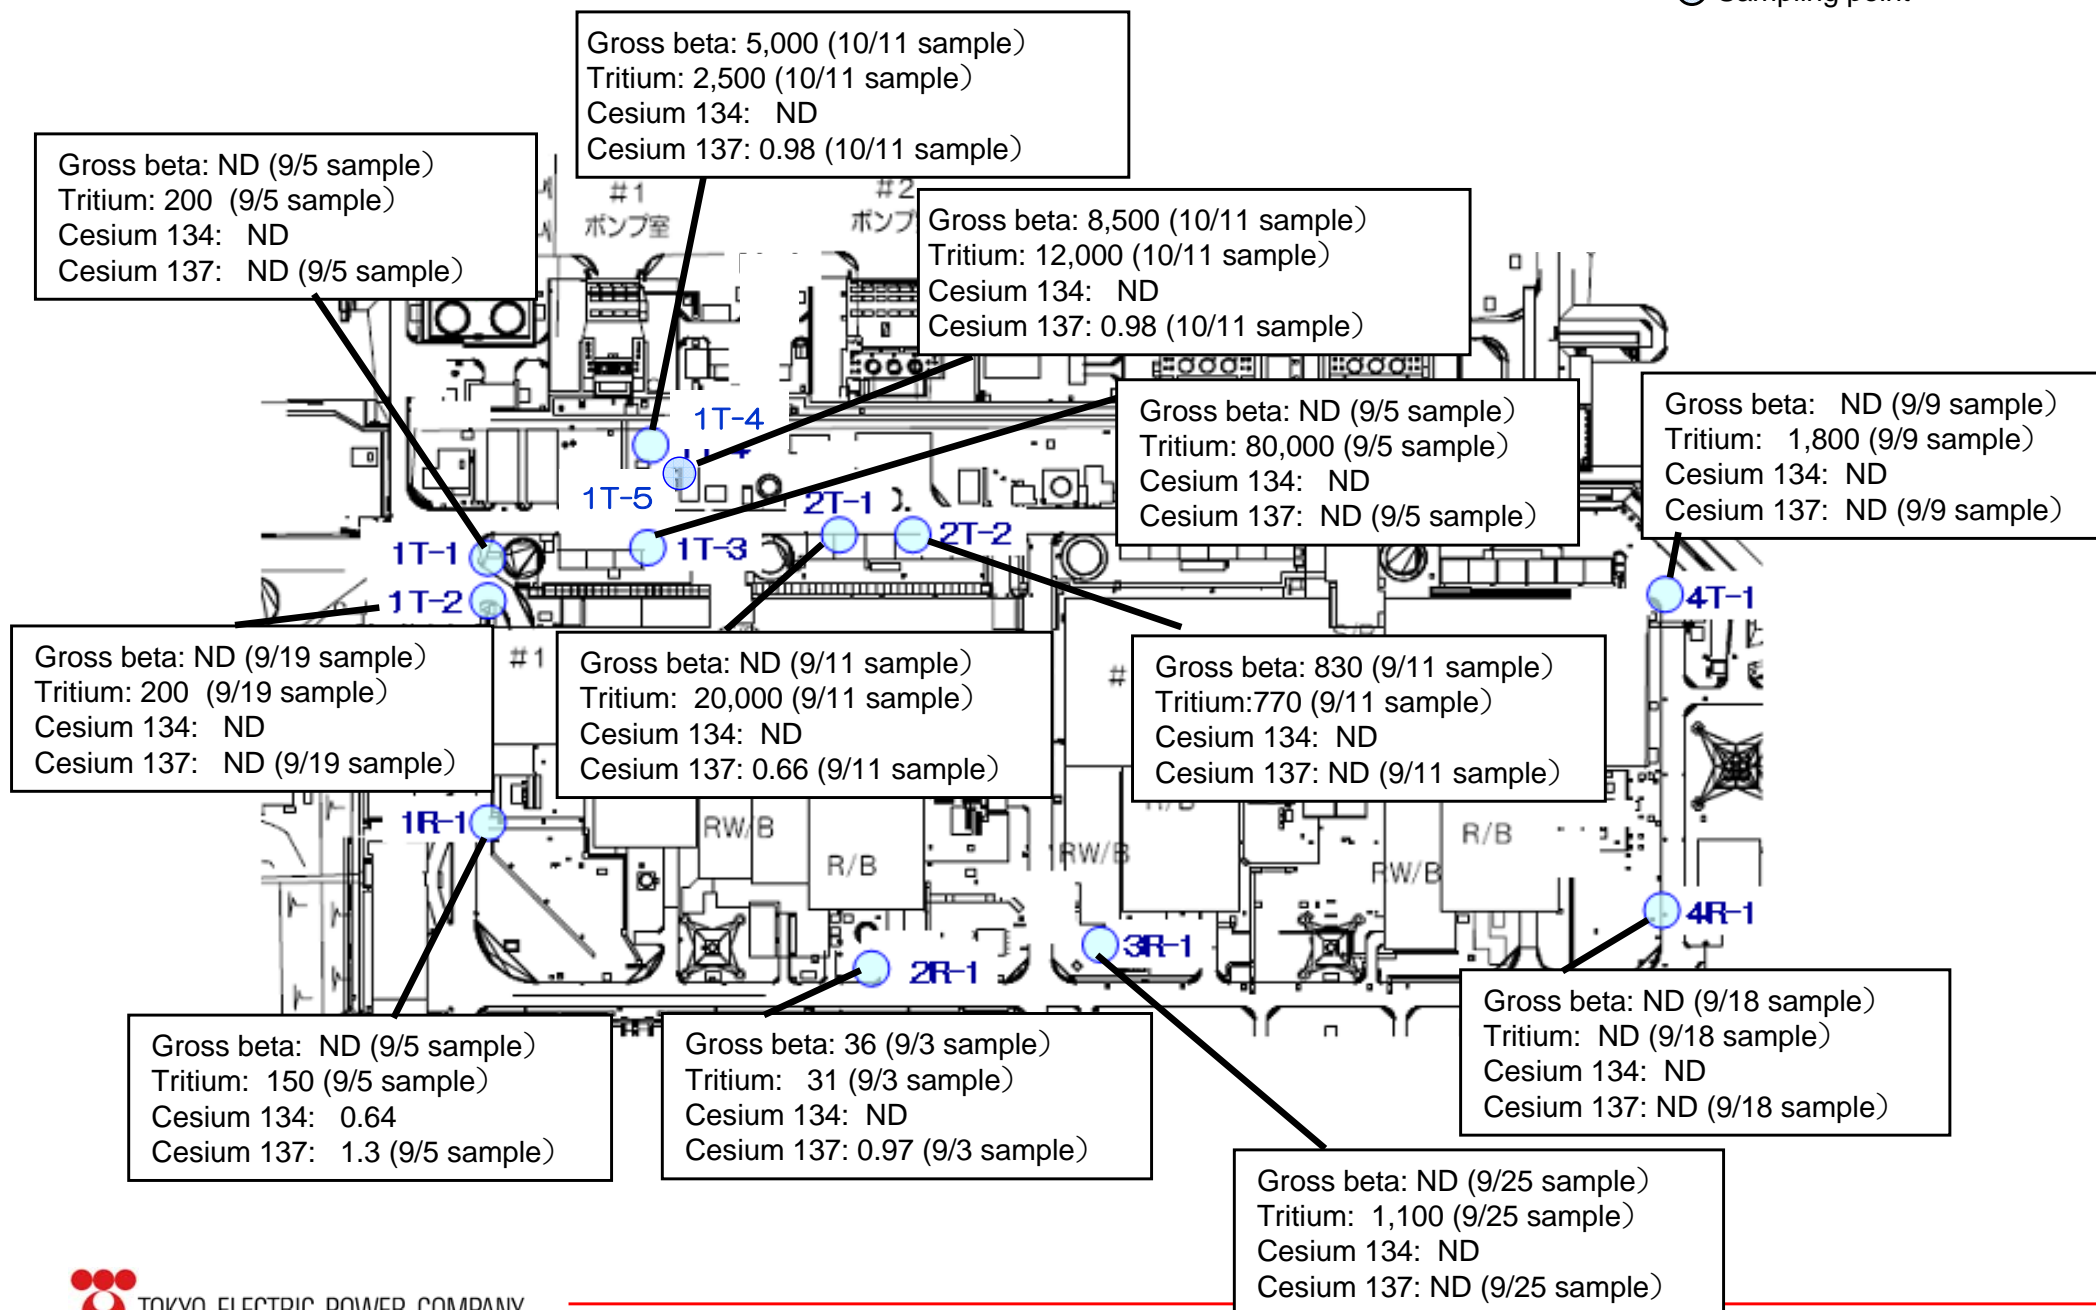 Sampling point
Gross beta: 5,000 (10/11 sample）
Tritium: 2,500 (10/11 sample）
Cesium 134:   ND
Cesium 137: 0.98 (10/11 sample）
Gross beta: ND (9/5 sample）
Tritium: 200  (9/5 sample）
Cesium 134:   ND
Cesium 137:   ND (9/5 sample）
#1
ポンプ室
#2
ポンプ
Gross beta: 8,500 (10/11 sample）
Tritium: 12,000 (10/11 sample）
Cesium 134:   ND
Cesium 137: 0.98 (10/11 sample）
Gross beta: ND (9/5 sample）
Tritium: 80,000 (9/5 sample）
Cesium 134:   ND
Cesium 137:  ND (9/5 sample）
Gross beta:   ND (9/9 sample）
Tritium:   1,800 (9/9 sample）
Cesium 134:  ND
Cesium 137:  ND (9/9 sample）
1T-4
1T-5
2T-1
2T-2
1T-1
1T-3
1T-2
4T-1
Gross beta: ND (9/19 sample）
Tritium: 200  (9/19 sample）
Cesium 134:   ND
Cesium 137:   ND (9/19 sample）
#1
Gross beta: ND (9/11 sample）
Tritium:  20,000 (9/11 sample）
Cesium 134:  ND
Cesium 137: 0.66 (9/11 sample）
#
Gross beta: 830 (9/11 sample）
Tritium:770 (9/11 sample）
Cesium 134:  ND
Cesium 137: ND (9/11 sample）
1R-1
RW/B
R/B
RW/B
R/B
RW/B
R/B
4R-1
3R-1
2R-1
Gross beta:  ND (9/5 sample）
Tritium:  150 (9/5 sample）
Cesium 134:   0.64
Cesium 137:   1.3 (9/5 sample）
Gross beta: 36 (9/3 sample）
Tritium:   31 (9/3 sample）
Cesium 134:  ND
Cesium 137: 0.97 (9/3 sample）
Gross beta: ND (9/18 sample）
Tritium:  ND (9/18 sample）
Cesium 134:  ND
Cesium 137: ND (9/18 sample）
Gross beta: ND (9/25 sample）
Tritium:  1,100 (9/25 sample）
Cesium 134:  ND
Cesium 137: ND (9/25 sample）
TOKYO ELECTRIC POWER COMPANY